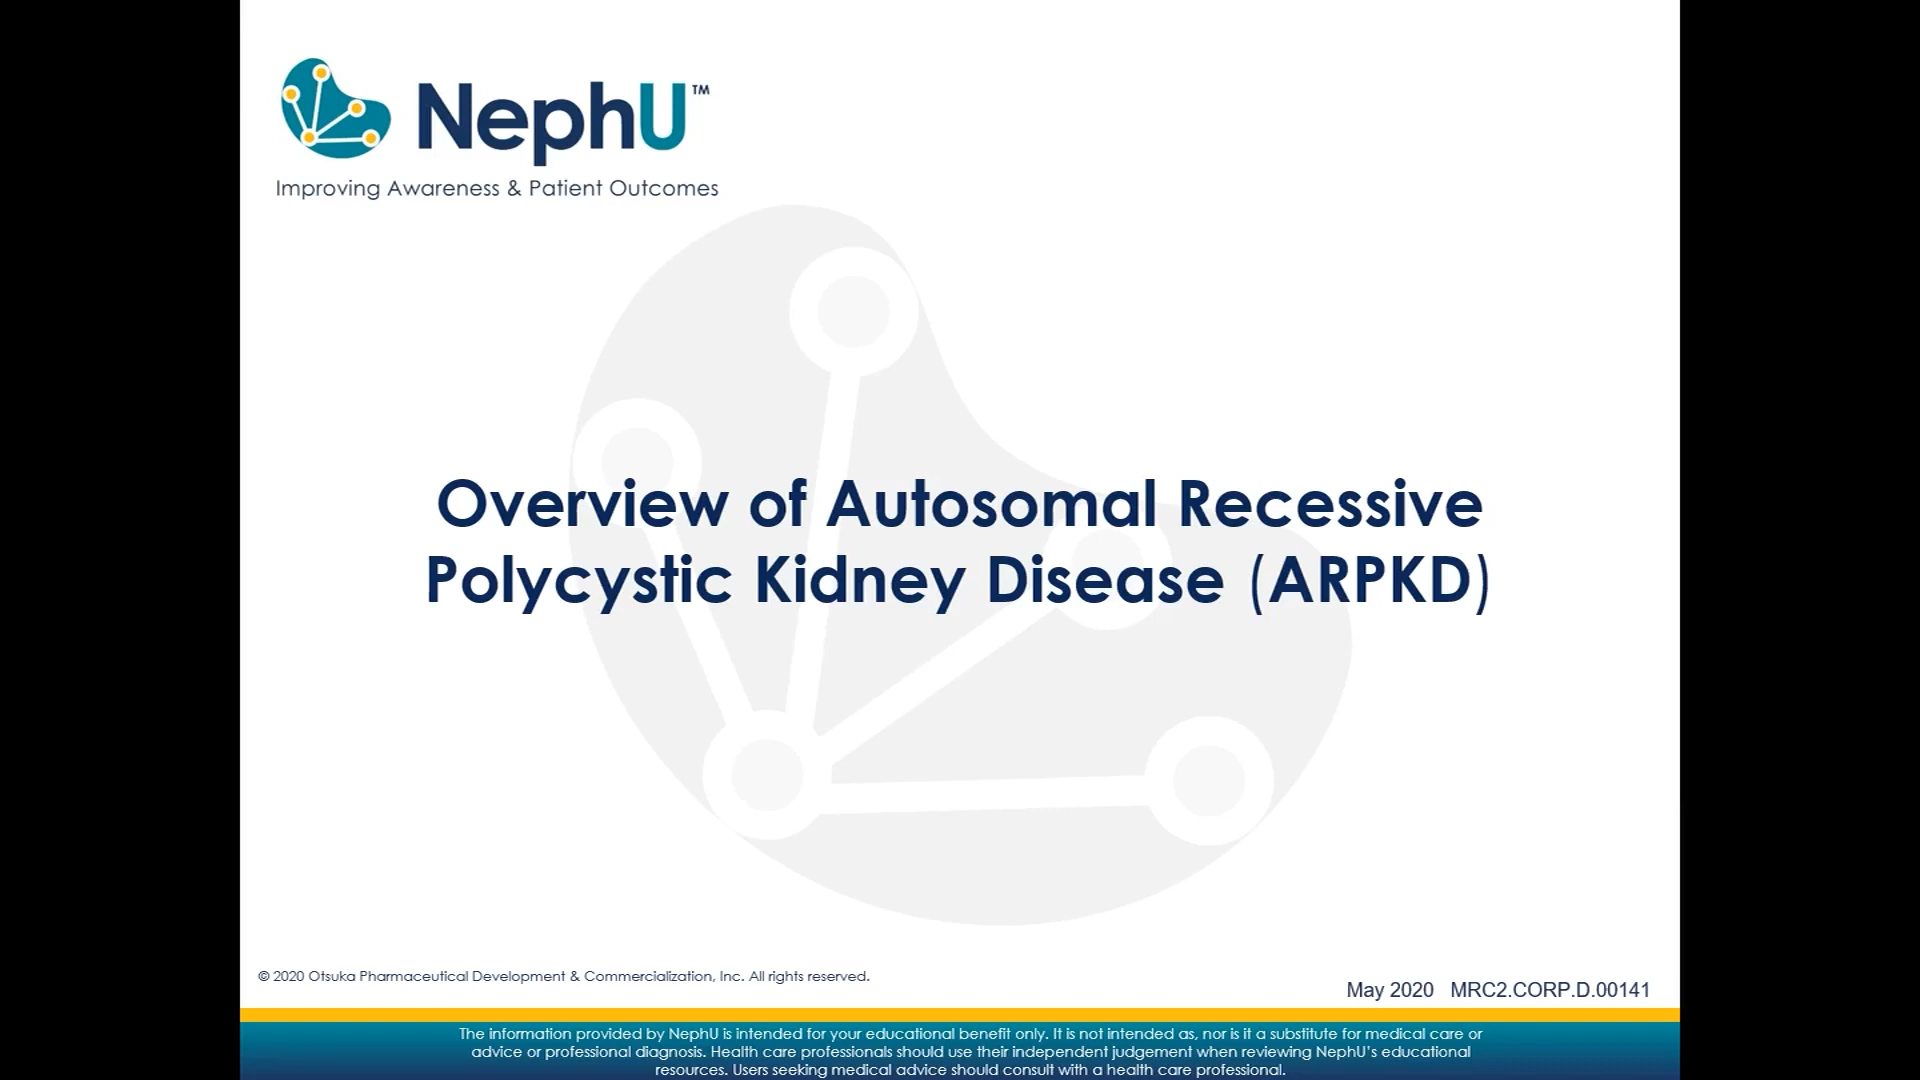 NephU™
Improving Awareness & Patient Outcomes
Overview of Autosomal Recessive
Polycystic Kidney Disease (ARPKD)
© 2020 Otsuka Pharmaceutical Development & Commercialization, Inc. All rights reserved.
May 2020 MRC2.CORP.D.00141
The information provided by NephU is intended for your educational benefit only. It is not intended as, nor is it a substitute for medical care or
advice or professional diagnosis. Health care professionals should use their independent judgement when reviewing NephU's educational
resources. Users seeking medical advice should consult with a health care professional.